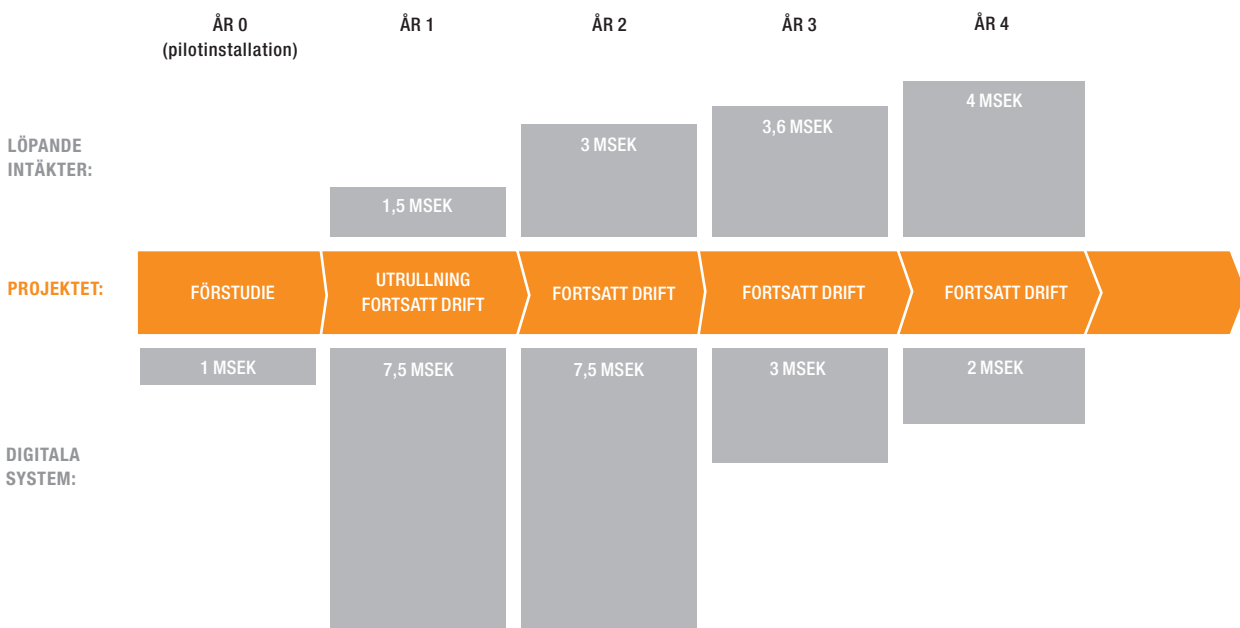 ÅR 0
(pilotinstallation)
ÅR 1
ÅR 2
ÅR 3
ÅR 4
LÖPANDE
INTÄKTER:
1,5 MSEK
3 MSEK
3,6 MSEK
4 MSEK
PROJEKTET:
FÖRSTUDIE
UTRULLNING
FORTSATT DRIFT
FORTSATT DRIFT
FORTSATT DRIFT
FORTSATT DRIFT
DIGITALA
SYSTEM:
1 MSEK
7,5 MSEK
7,5 MSEK
3 MSEK
2 MSEK